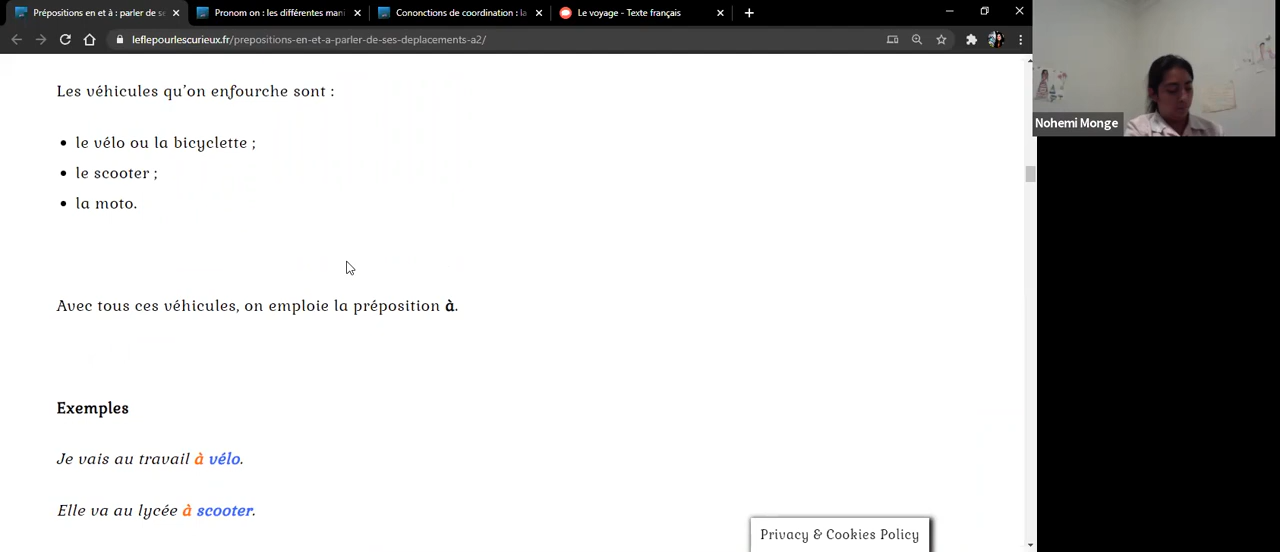 Prépositions en et à : parler de se
Pronom on : les différentes mani
Cononctions de coordination : la
Le voyage - Texte français
leflepourlescurieux.fr/prepositions-en-et-a-parler-de-ses-deplacements-a2/
Nohemi Monge
Les véhicules qu'on enfourche sont :
le vélo ou la bicyclette ;
le scooter ;
la moto.
Avec tous ces véhicules, on emploie la préposition à.
Exemples
Je vais au travail à vélo.
Elle va au lycée à scooter.
Privacy & Cookies Policy